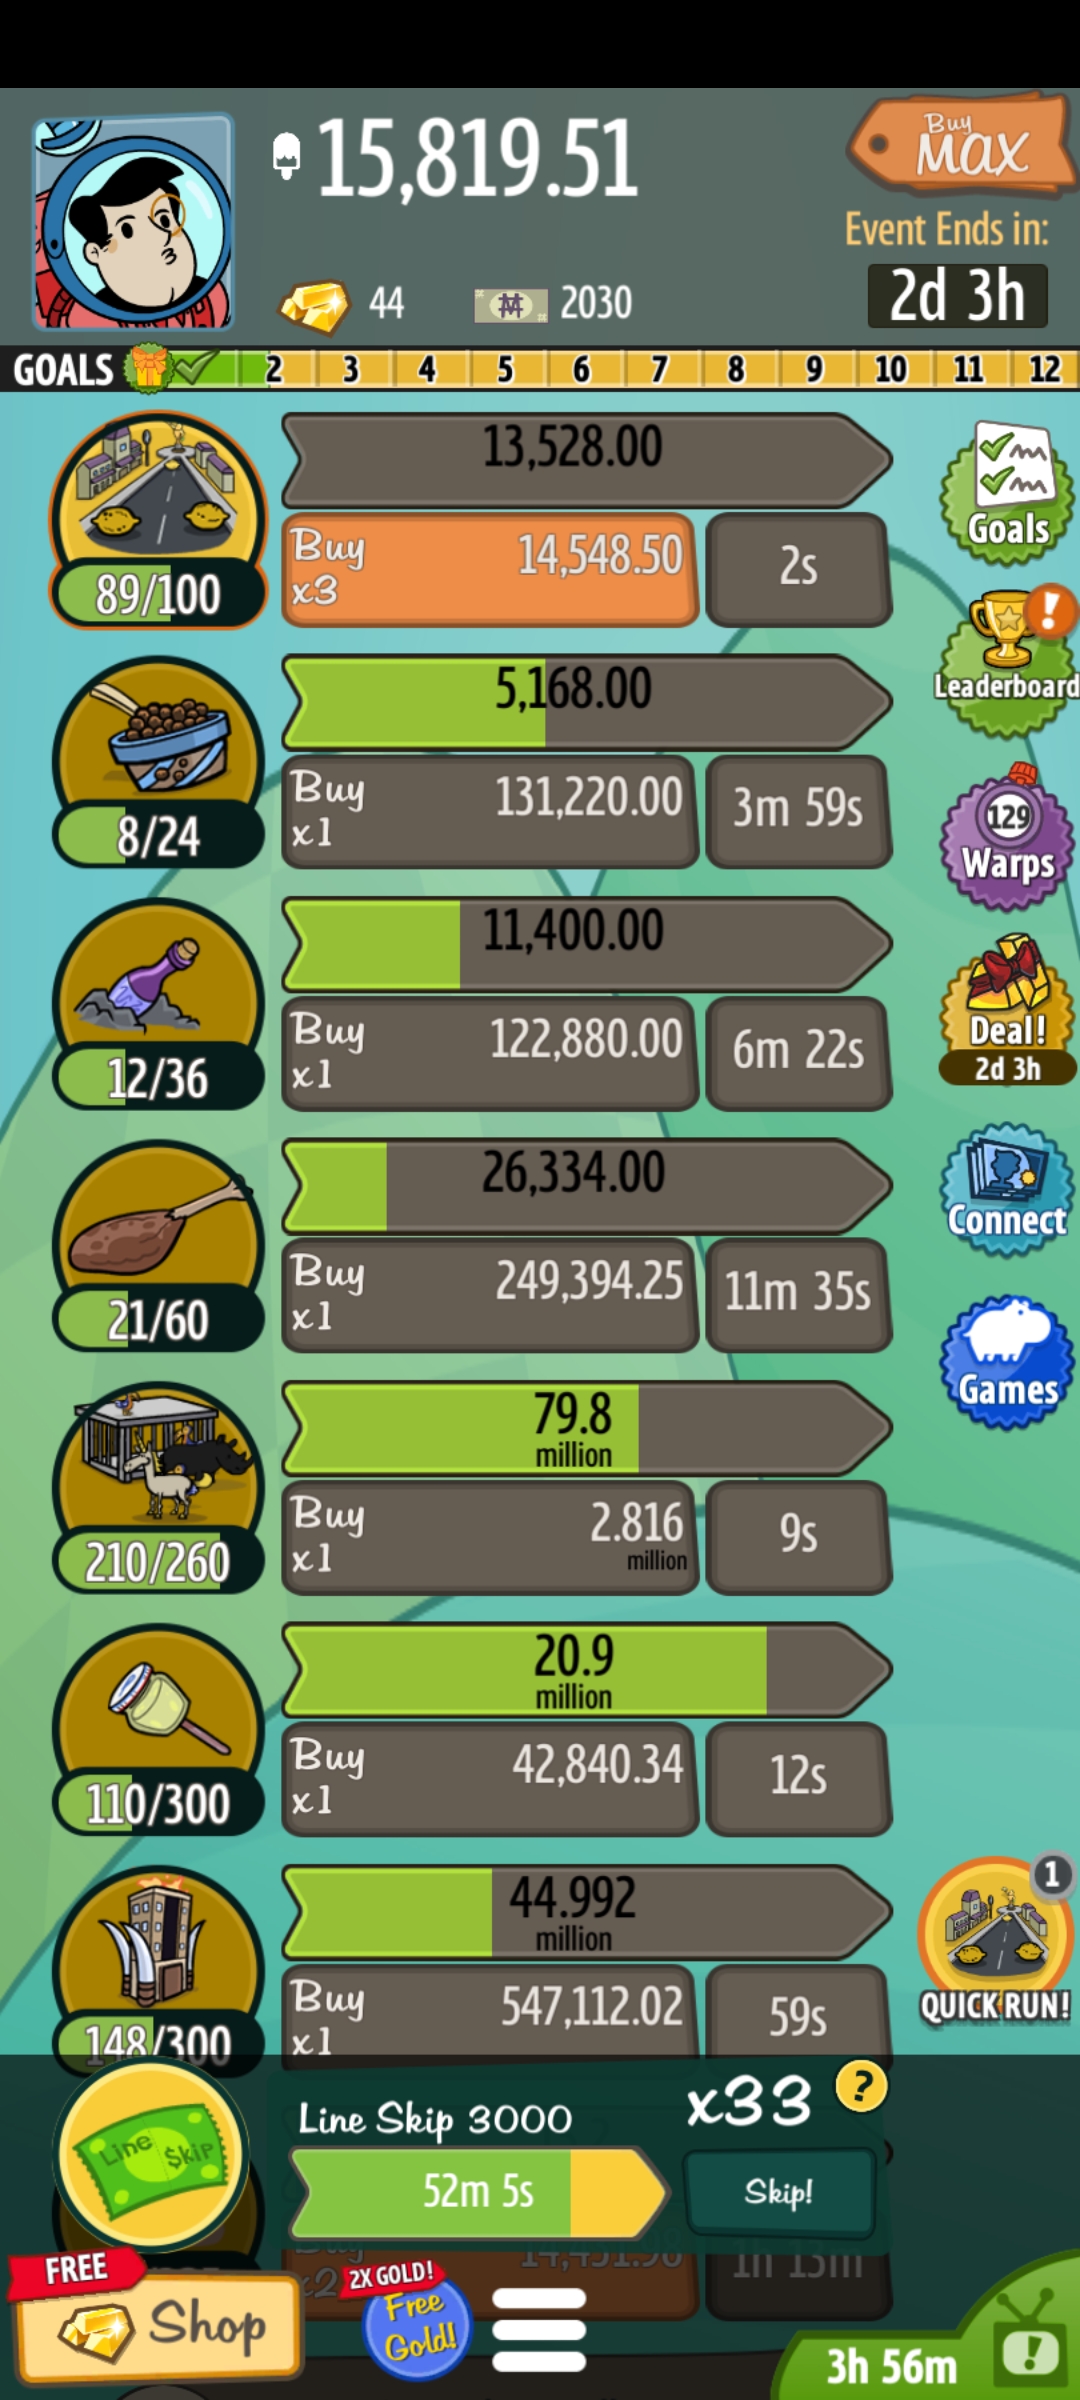 15,819.51
Buy
MAX
Event Ends in:
2d 3h
44
2030
GOALS 2 3 4 5 6 7 8 9 10 11 12
13,528.00
Buy
x3
14,548.50
2s
89/100
Goals
5,168.00
Buy
x1
131,220.00
3m 59s
8/24
Leaderboard
11,400.00
Buy
x1
122,880.00
6m 22s
12/36
129
Warps
Deal!
2d 3h
26,334.00
Buy
x1
249,394.25
11m 35s
21/60
Connect
Games
79.8
million
Buy
x1
2.816
million
9s
210/260
20.9
million
Buy
x1
42,840.34
12s
110/300
44.992
million
Buy
x1
547,112.02
59s
148/300
1
QUICK RUN!
Line Skip
Line Skip 3000
x33
?
52m 5s
Skip!
Buy
x2
14,451.98
1h 13m
FREE
Shop
2X GOLD!
Free
Gold!
3h 56m